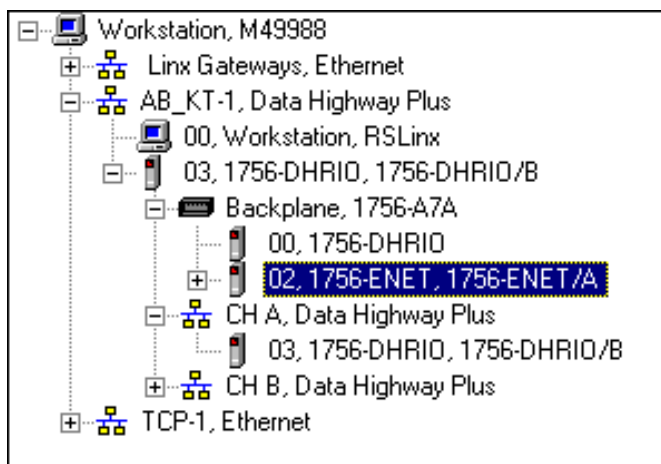 Workstation, M49988
Linx Gateways, Ethernet
AB_KT-1, Data Highway Plus
00, Workstation, RSLinx
03, 1756-DHRIO, 1756-DHRIO/B
Backplane, 1756-A7A
00, 1756-DHRIO
02, 1756-ENET, 1756-ENET/A
CH A, Data Highway Plus
03, 1756-DHRIO, 1756-DHRIO/B
CH B, Data Highway Plus
TCP-1, Ethernet